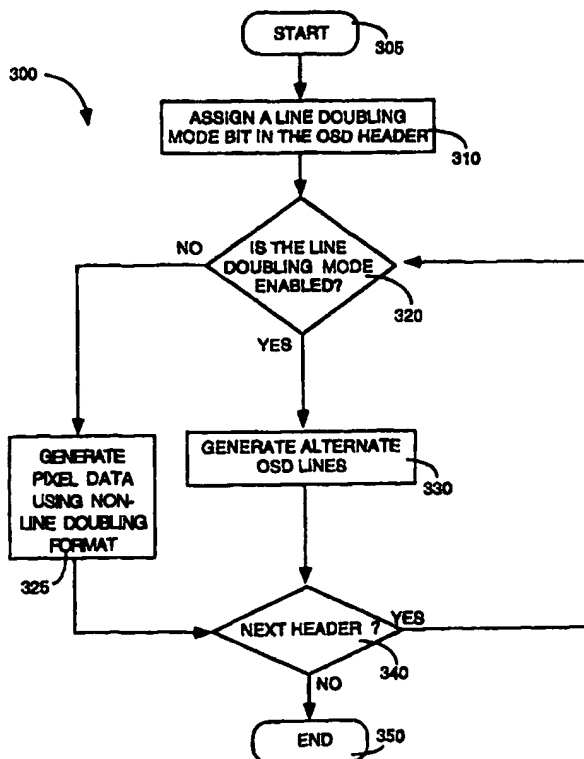 START
305
300
ASSIGN A LINE DOUBLING
MODE BIT IN THE OSD HEADER
310
NO
IS THE LINE
DOUBLING MODE
ENABLED?
320
YES
GENERATE
PIXEL DATA
USING NON-
LINE DOUBLING
FORMAT
325
GENERATE ALTERNATE
OSD LINES
330
NEXT HEADER ?
YES
340
NO
END
350